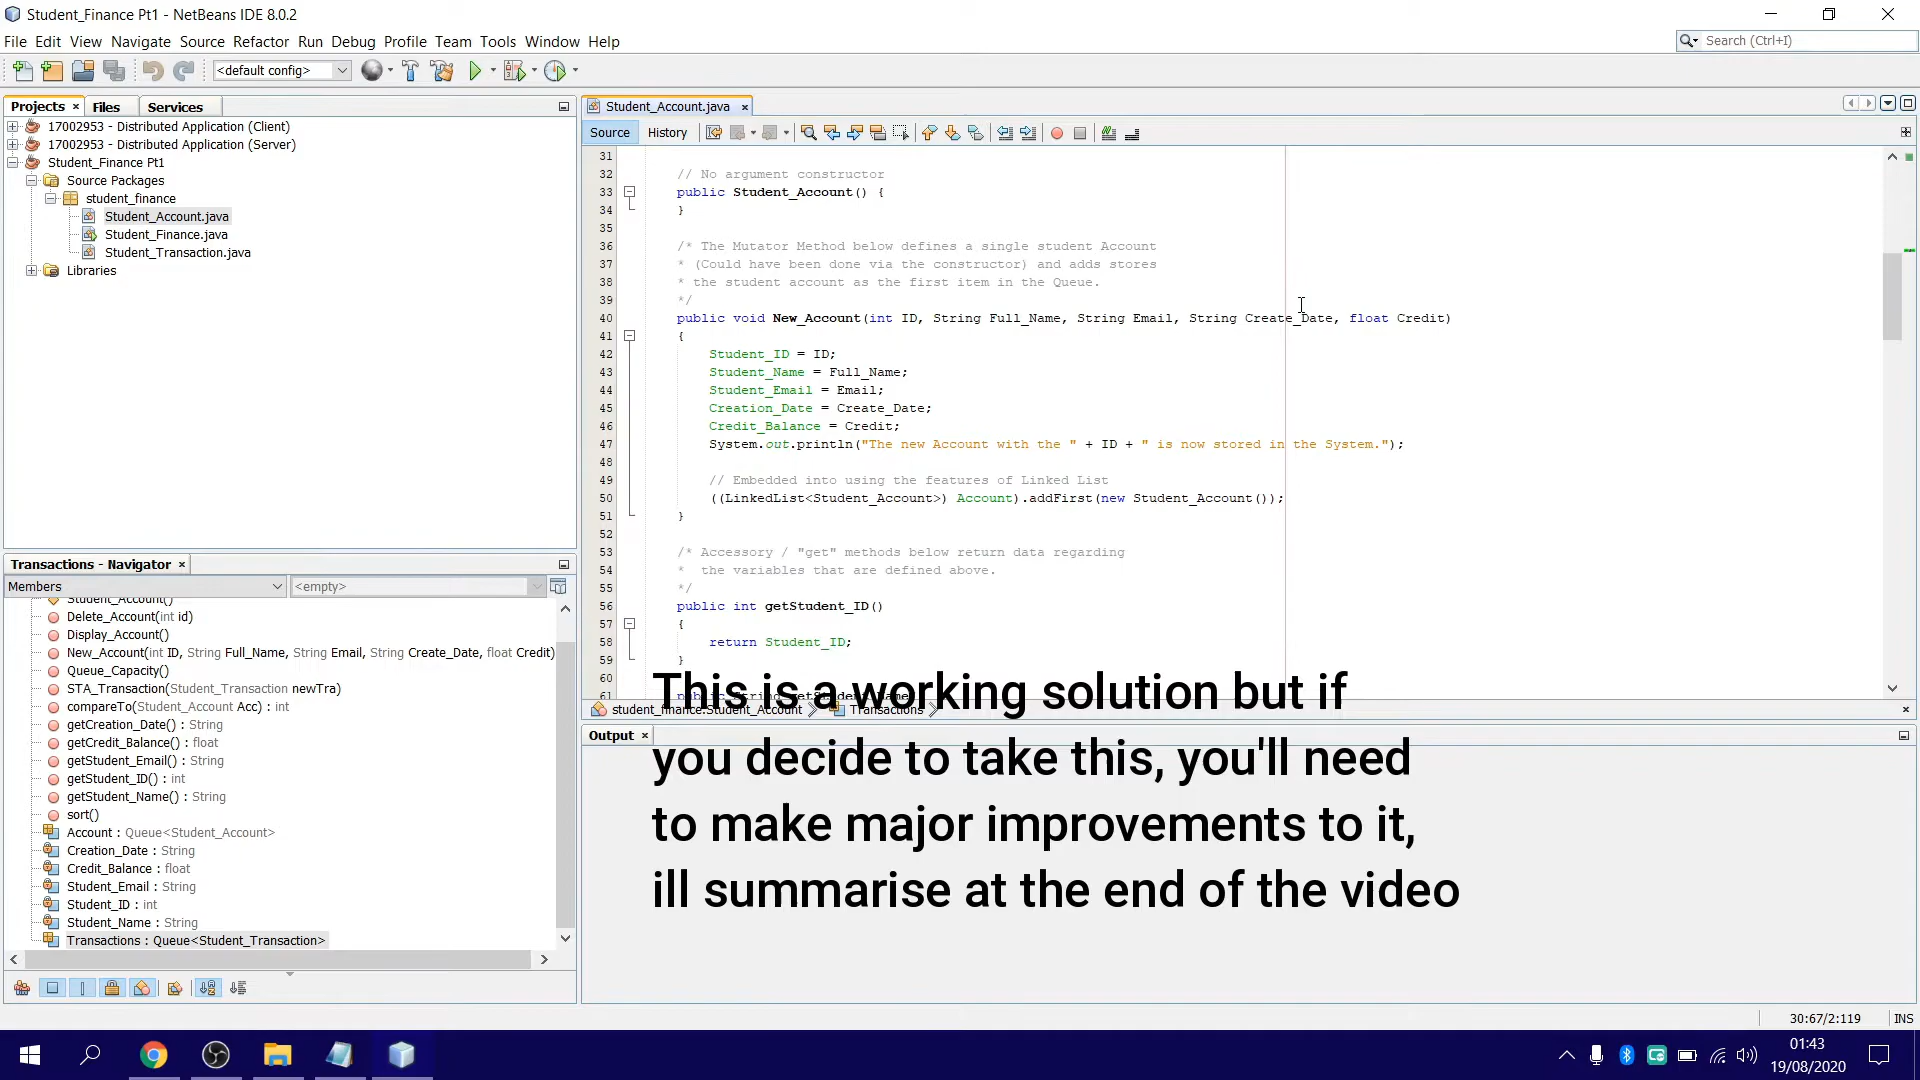 Student_Finance Pt1 - NetBeans IDE 8.0.2
File Edit View Navigate Source Refactor Run Debug Profile Team Tools Window Help
Search (Ctrl+I)
<default config>
Projects × Files Services
17002953 - Distributed Application (Client)
17002953 - Distributed Application (Server)
Student_Finance Pt1
Source Packages
student_finance
Student_Account.java
Student_Finance.java
Student_Transaction.java
Libraries
Transactions - Navigator ×
Members
<empty>
Student_Account()
Delete_Account(int id)
Display_Account()
New_Account(int ID, String Full_Name, String Email, String Create_Date, float Credit)
Queue_Capacity()
STA_Transaction(Student_Transaction newTra)
compareTo(Student_Account Acc) : int
getCreation_Date() : String
getCredit_Balance() : float
getStudent_Email() : String
getStudent_ID() : int
getStudent_Name() : String
sort()
Account : Queue<Student_Account>
Creation_Date : String
Credit_Balance : float
Student_Email : String
Student_ID : int
Student_Name : String
Transactions : Queue<Student_Transaction>
Student_Account.java ×
Source History
31
32 // No argument constructor
33 public Student_Account() {
34 }
35
36 /* The Mutator Method below defines a single student Account
37 * (Could have been done via the constructor) and adds stores
38 * the student account as the first item in the Queue.
39 */
40 public void New_Account(int ID, String Full_Name, String Email, String Create_Date, float Credit)
41 {
42 Student_ID = ID;
43 Student_Name = Full_Name;
44 Student_Email = Email;
45 Creation_Date = Create_Date;
46 Credit_Balance = Credit;
47 System.out.println("The new Account with the " + ID + " is now stored in the System.");
48
49 // Embedded into using the features of Linked List
50 ((LinkedList<Student_Account>) Account).addFirst(new Student_Account());
51 }
52
53 /* Accessory / "get" methods below return data regarding
54 * the variables that are defined above.
55 */
56 public int getStudent_ID()
57 {
58 return Student_ID;
59 }
60
61 public String getStudent_Name
student_finance.Student_Account Transactions
Output ×
This is a working solution but if
you decide to take this, you'll need
to make major improvements to it,
ill summarise at the end of the video
30:67/2:119 INS
01:43
19/08/2020